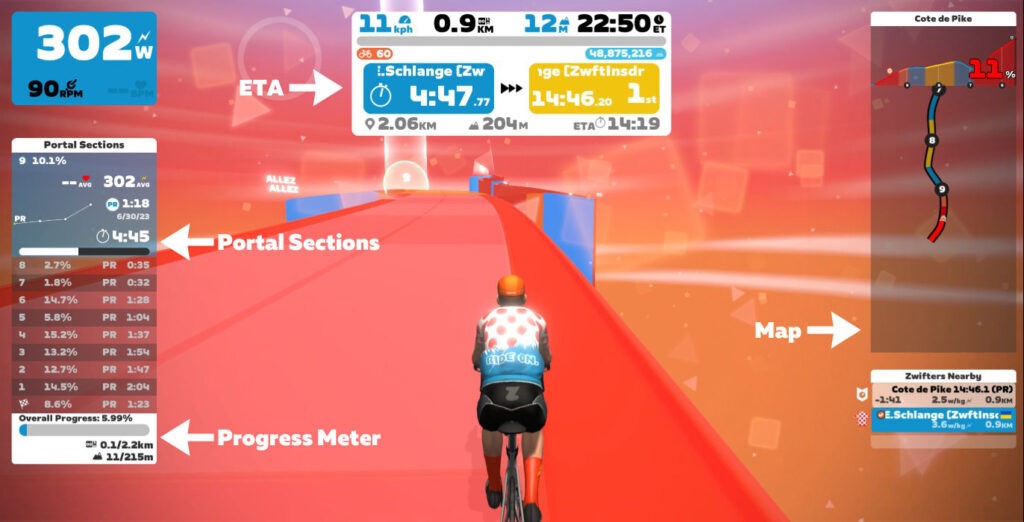 302W
90RPM
--BPM
11kph 0.9KM 12M 22:50ET
60
48,875,216
E.Schlange [Zw
4:47.77
nge [ZwftInsdr
14:46.20 1st
2.06KM 204M ETA 14:19
ETA
Cote de Pike
11%
7
8
9
Portal Sections
9 10.1%
--AVG 302AVG
PR 1:18
6/30/23
PR
4:45
8 2.7% PR 0:35
7 1.8% PR 0:32
6 14.7% PR 1:28
5 5.8% PR 1:04
4 15.2% PR 1:37
3 13.2% PR 1:54
2 12.7% PR 1:47
1 14.5% PR 2:04
8.6% PR 1:23
Overall Progress: 5.99%
0.1/2.2km
11/215m
9
ALLEZ
ALLEZ
Portal Sections
Map
Progress Meter
RIDE ON.
Z
Zwifters Nearby
Cote de Pike 14:46.1 (PR)
-1:41 2.5w/kg 0.9KM
E.Schlange [ZwftInsd
3.6w/kg 0.9KM